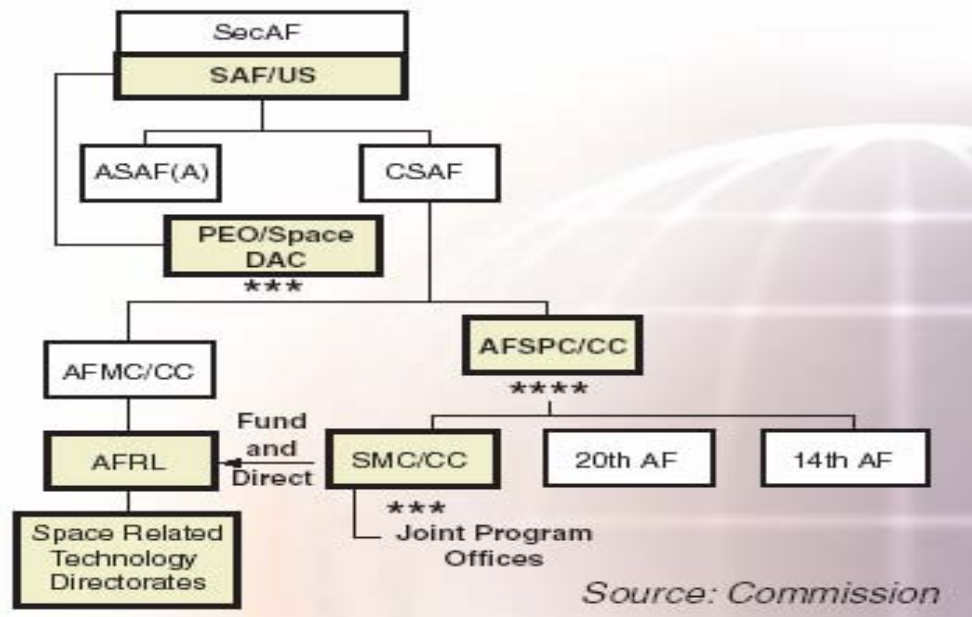 SecAF
SAF/US
ASAF(A)
CSAF
PEO/Space
DAC
***
AFMC/CC
AFSPC/CC
****
AFRL
Fund
and
Direct
SMC/CC
20th AF
14th AF
***
Space Related
Technology
Directorates
Joint Program
Offices
Source: Commission